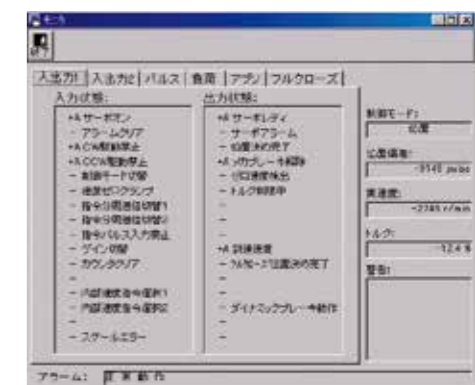 モニタ
終了
入出力1 入出力2 パルス 負荷 アナン フルクローズ
入力状態:
+A サーボオン
- アラームクリア
+A CW駆動禁止
+A CCW駆動禁止
- 制御モード切替
- 速度ゼロクランプ
- 指令分周逓倍切替1
- 指令分周逓倍切替2
- 指令パルス入力禁止
- ゲイン切替
- カウンタクリア
-
- 内部速度指令選択1
- 内部速度指令選択2
-
- スケールエラー
出力状態:
+A サーボレディ
- サーボアラーム
- 位置決め完了
+A メカブレーキ解除
- ゼロ速度検出
- トルク制限中
-
-
-
+A 到達速度
- フルクローズ位置決め完了
-
-
- ダイナミックブレーキ動作
-
-
制御モード:
位置
位置偏差:
実速度:
r/min
トルク:
-12.4 %
警告:
アラーム: 正常動作